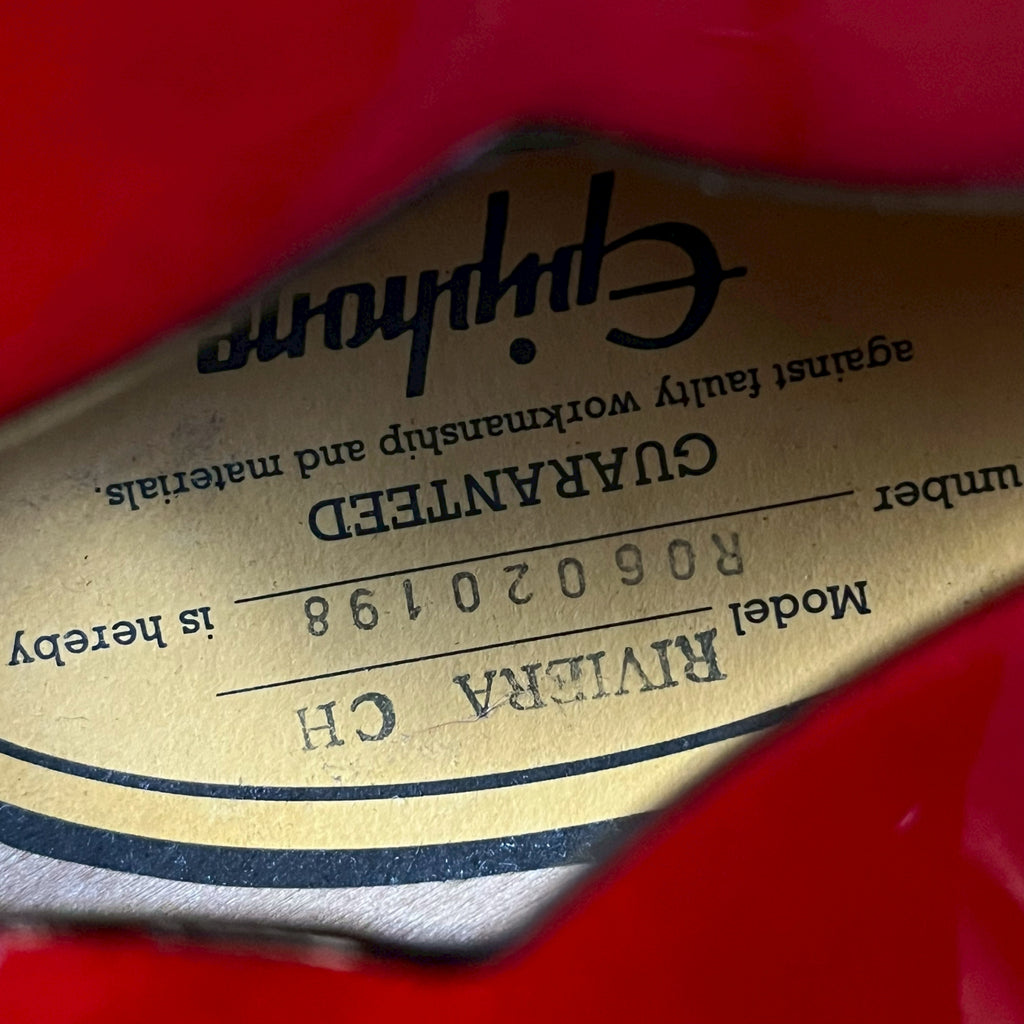 Model RIVIERA CH
umber R06020198 is hereby
GUARANTEED
against faulty workmanship and materials.
Epiphone